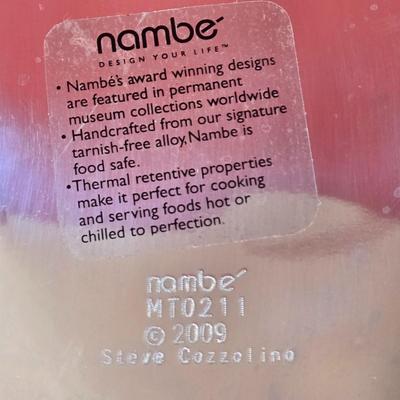 nambé
DESIGN YOUR LIFE™
• Nambé's award winning designs
are featured in permanent
museum collections worldwide
• Handcrafted from our signature
tarnish-free alloy, Nambe is
food safe.
• Thermal retentive properties
make it perfect for cooking
and serving foods hot or
chilled to perfection.
nambé
MT0211
© 2009
Steve Cozzolino